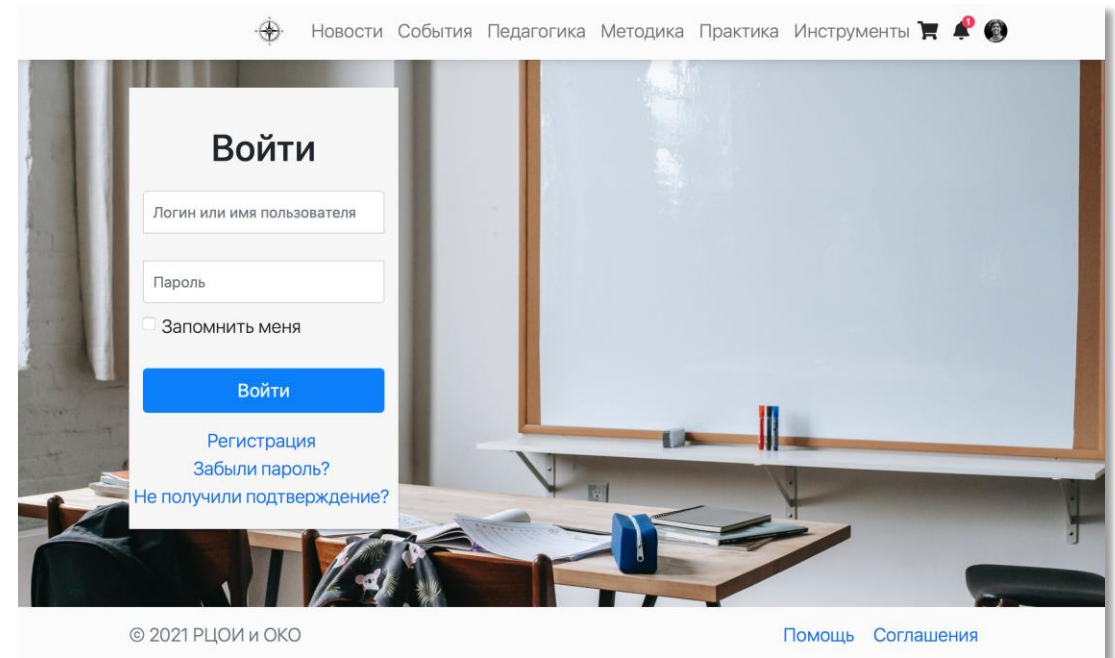 Новости События Педагогика Методика Практика Инструменты 1
Войти
Логин или имя пользователя
Пароль
Запомнить меня
Войти
Регистрация
Забыли пароль?
Не получили подтверждение?
© 2021 РЦОИ и ОКО
Помощь Соглашения